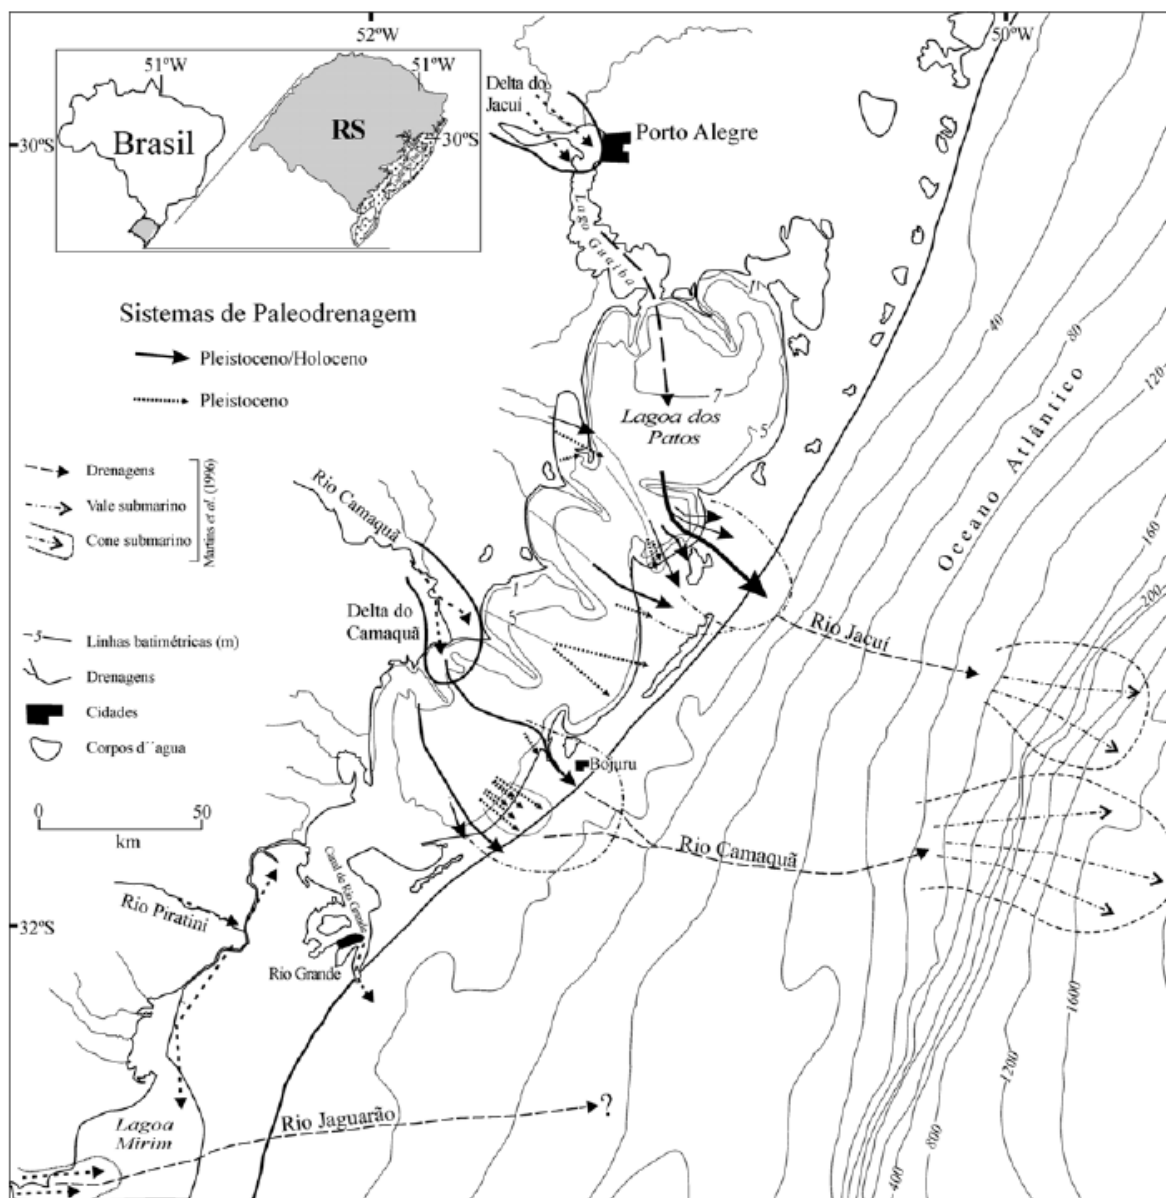 52ºW
50ºW
51ºW
51ºW
Brasil
RS
30ºS
30ºS
Delta do
Jacuí
Porto Alegre
Lago Guaíba
Sistemas de Paleodrenagem
Pleistoceno/Holoceno
Pleistoceno
Drenagens
Vale submarino
Cone submarino
Martins et al. (1996)
5
Linhas batimétricas (m)
Drenagens
Cidades
Corpos d´´agua
0
50
km
7
5
Lagoa dos
Patos
Rio Camaquã
Delta do
Camaquã
1
5
Oceano Atlântico
40
80
120
160
200
Rio Jacuí
Bojuru
Rio Camaquã
Canal de Rio Grande
Rio Piratini
32ºS
Rio Grande
Lagoa
Mirim
Rio Jaguarão
?
400
800
1200
1600